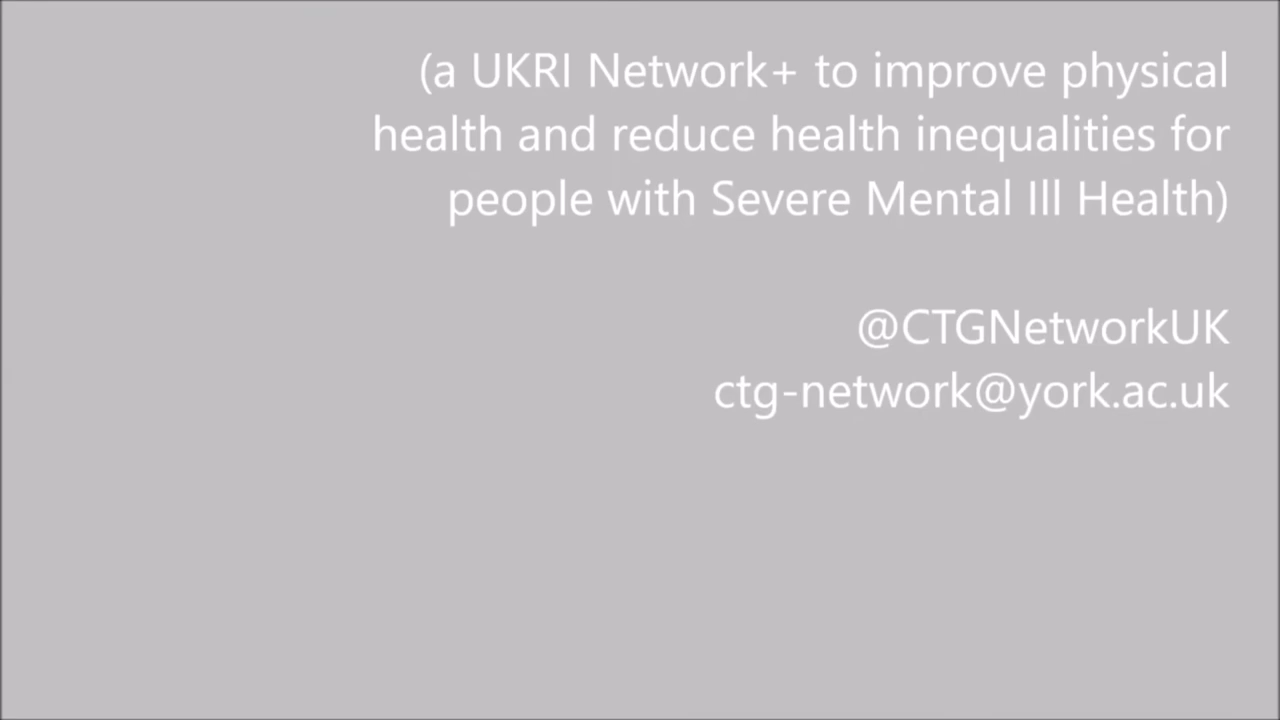 (a UKRI Network+ to improve physical
health and reduce health inequalities for
people with Severe Mental Ill Health)
@CTGNetworkUK
ctg-network@york.ac.uk